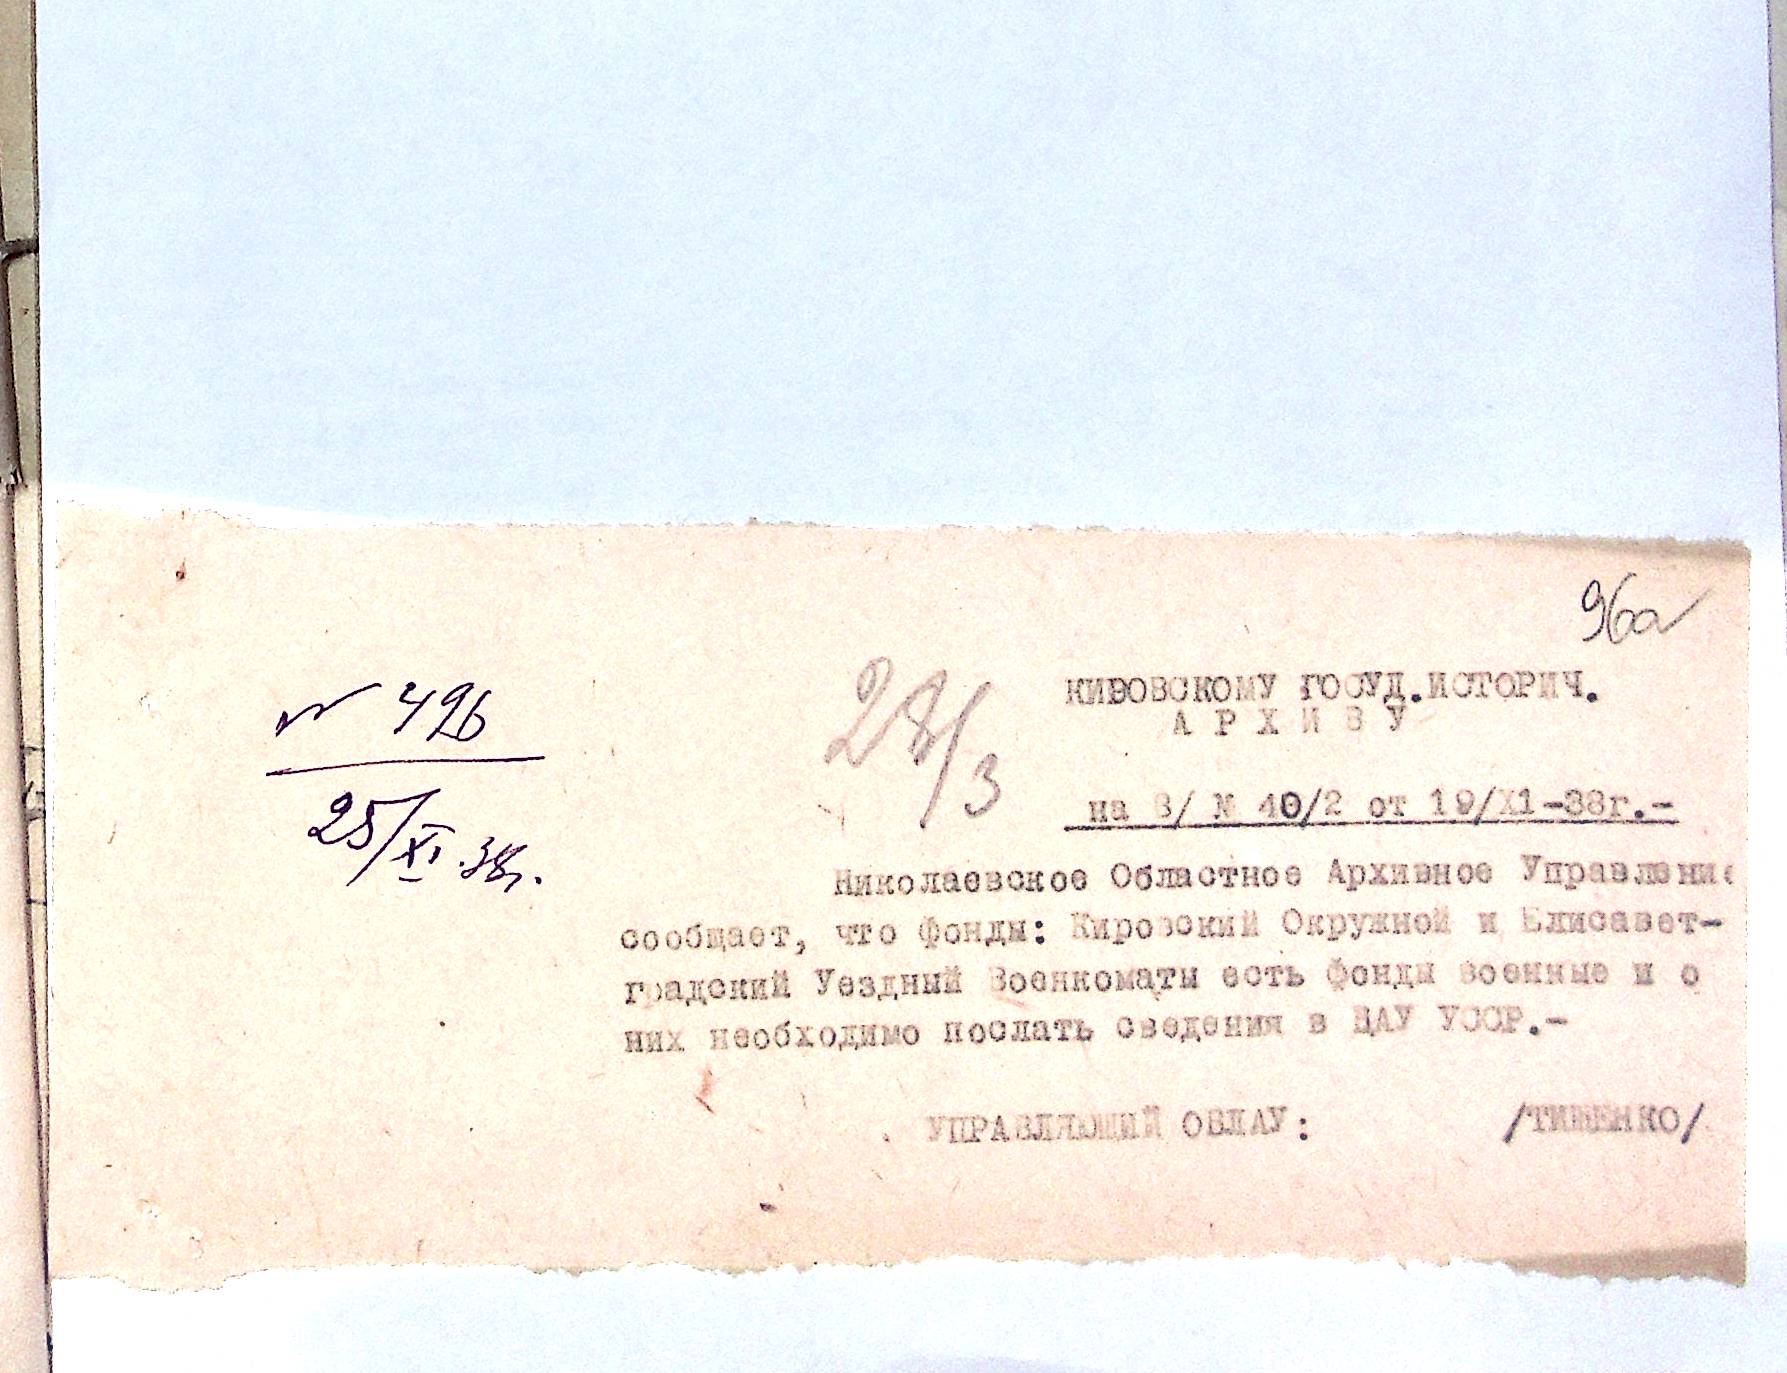 96а
№ 496
25/XI.38г.
28/3
КИРОВСКОМУ ГОСУД.ИСТОРИЧ.
АРХИВУ
на В/ № 40/2 от 19/XI-38г.-
Николаевское Областное Архивное Управление
сообщает, что фонды: Кировский Окружной и Елисавет-
градский Уездный Военкоматы есть фонды военные и о
них необходимо послать сведения в ЦАУ УССР.-
УПРАВЛЯЮЩИЙ ОБЛАУ: /ТИШЕНКО/